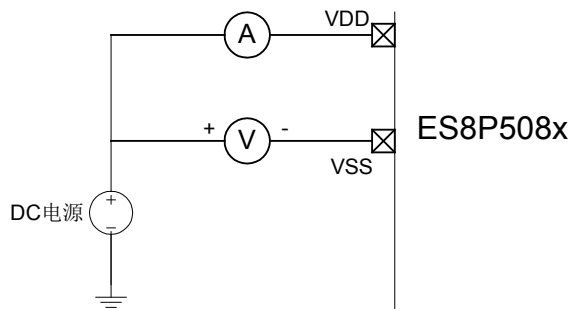 A
VDD
+ V -
VSS
ES8P508x
DC电源
+
-